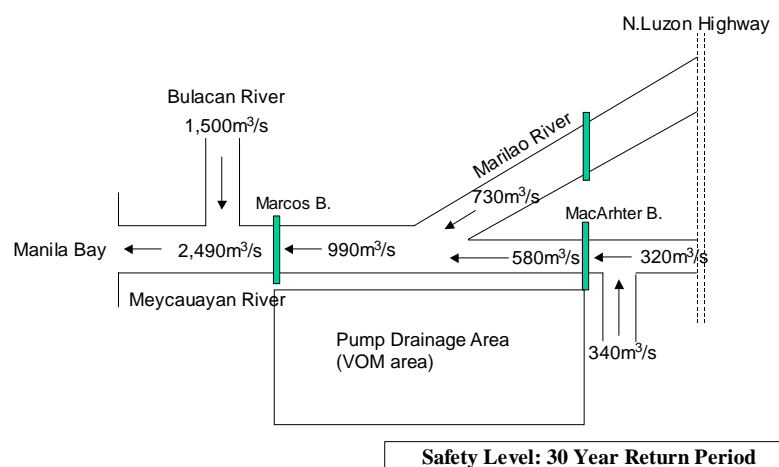 N.Luzon Highway
Bulacan River
1,500m³/s
Marilao River
Marcos B.
730m³/s
MacArhter B.
Manila Bay
2,490m³/s
990m³/s
580m³/s
320m³/s
Meycauayan River
Pump Drainage Area
(VOM area)
340m³/s
Safety Level: 30 Year Return Period